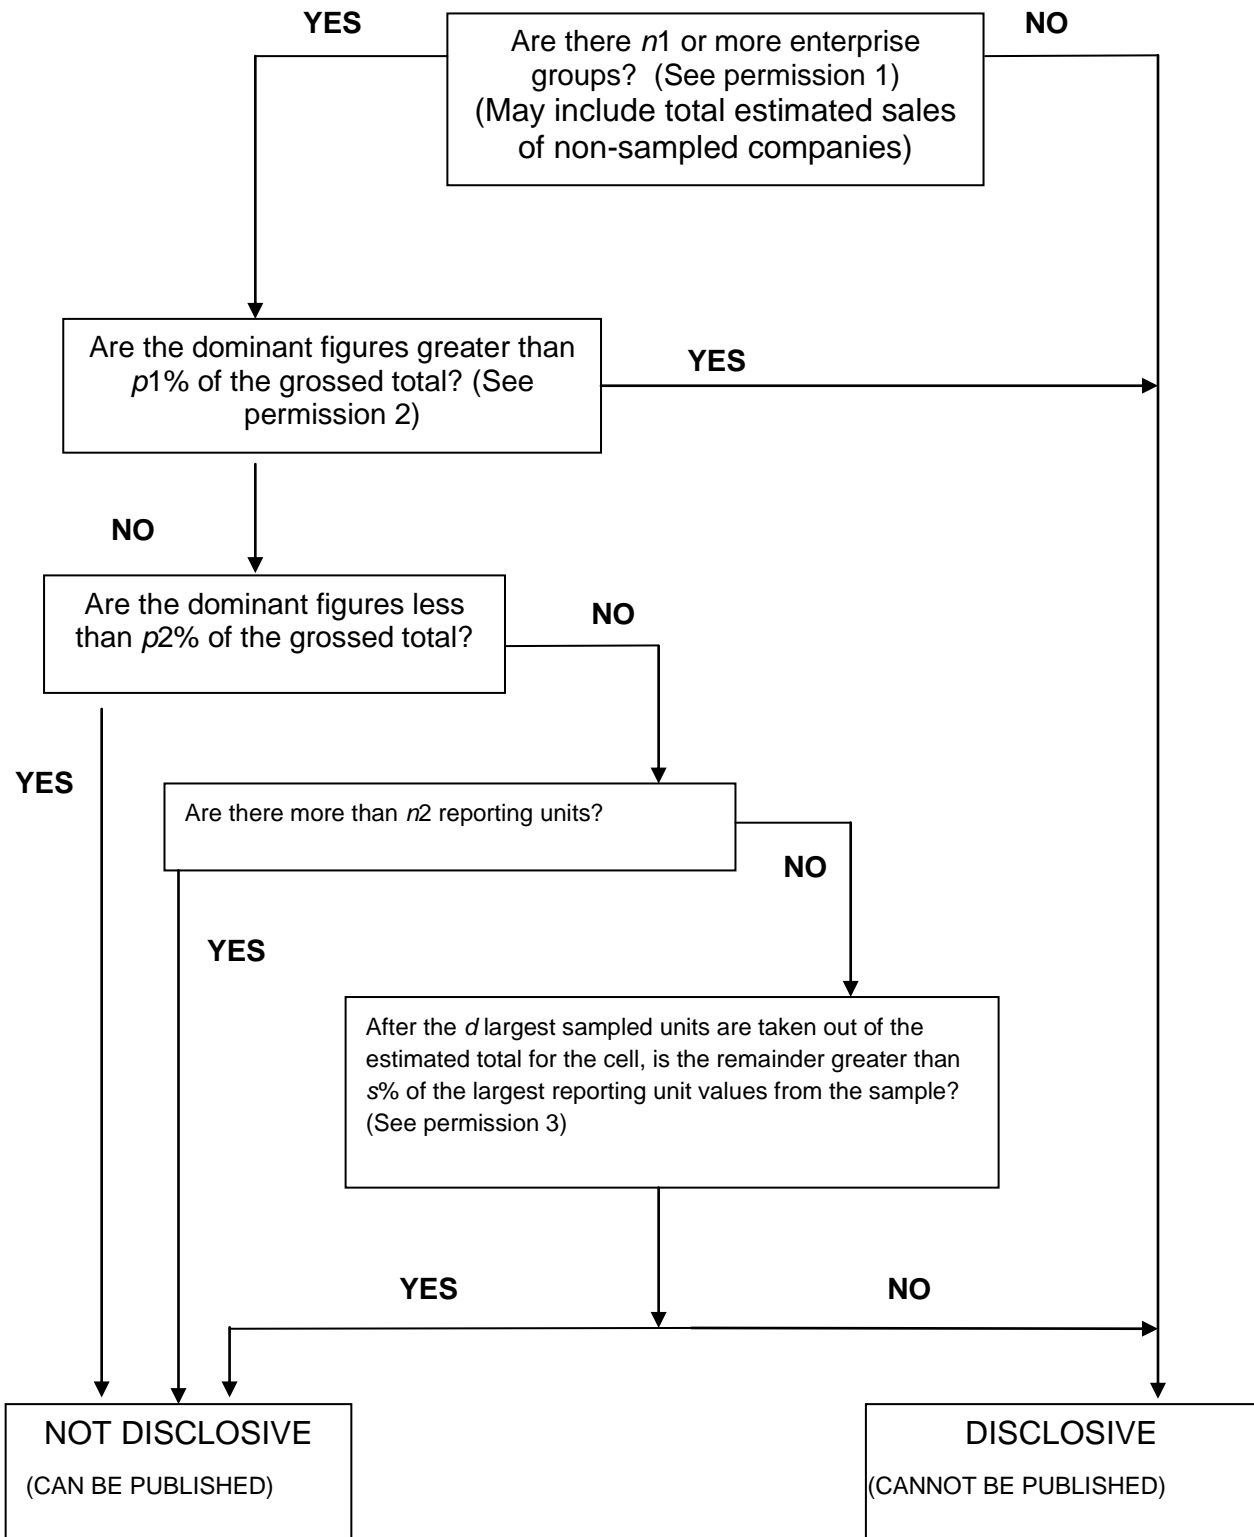 YES
NO
Are there n1 or more enterprise
groups? (See permission 1)
(May include total estimated sales
of non-sampled companies)
Are the dominant figures greater than
p1% of the grossed total? (See
permission 2)
YES
NO
Are the dominant figures less
than p2% of the grossed total?
NO
YES
Are there more than n2 reporting units?
NO
YES
After the d largest sampled units are taken out of the
estimated total for the cell, is the remainder greater than
s% of the largest reporting unit values from the sample?
(See permission 3)
YES
NO
NOT DISCLOSIVE
(CAN BE PUBLISHED)
DISCLOSIVE
(CANNOT BE PUBLISHED)